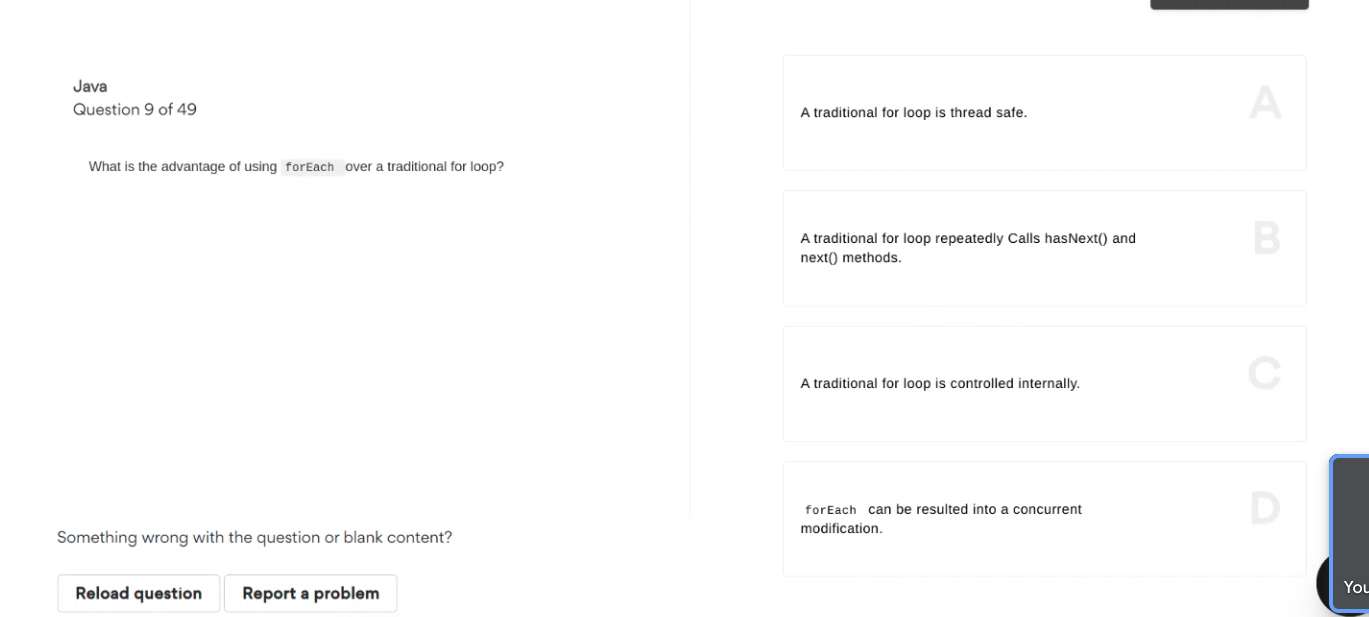 Java
Question 9 of 49
What is the advantage of using forEach over a traditional for loop?
Something wrong with the question or blank content?
Reload question
Report a problem
A traditional for loop is thread safe.
A
A traditional for loop repeatedly Calls hasNext() and
next() methods.
B
A traditional for loop is controlled internally.
C
forEach can be resulted into a concurrent
modification.
D